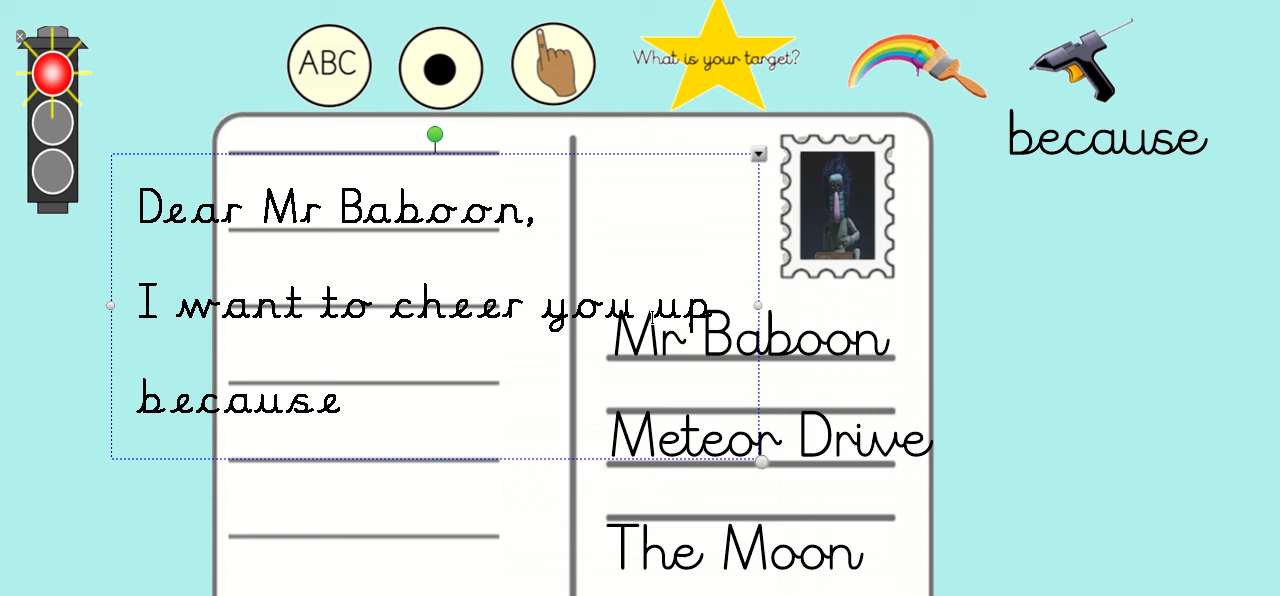 ABC
What is your target?
because
Dear Mr Baboon,
I want to cheer you up
because
Mr Baboon
Meteor Drive
The Moon